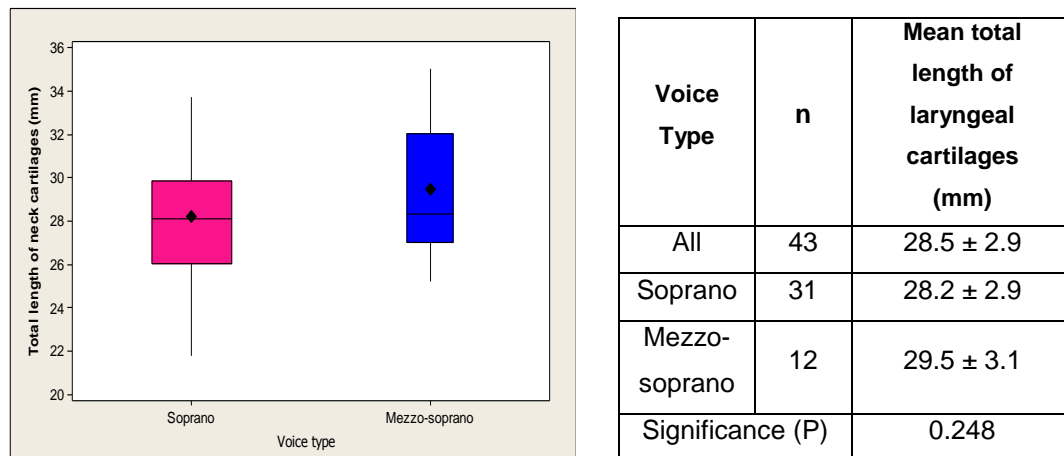 Total length of neck cartilages (mm)
36
34
32
30
28
26
24
22
20
Soprano
Mezzo-soprano
Voice type
Voice
Type
n
Mean total
length of
laryngeal
cartilages
(mm)
All
43
28.5 ± 2.9
Soprano
31
28.2 ± 2.9
Mezzo-
soprano
12
29.5 ± 3.1
Significance (P)
0.248